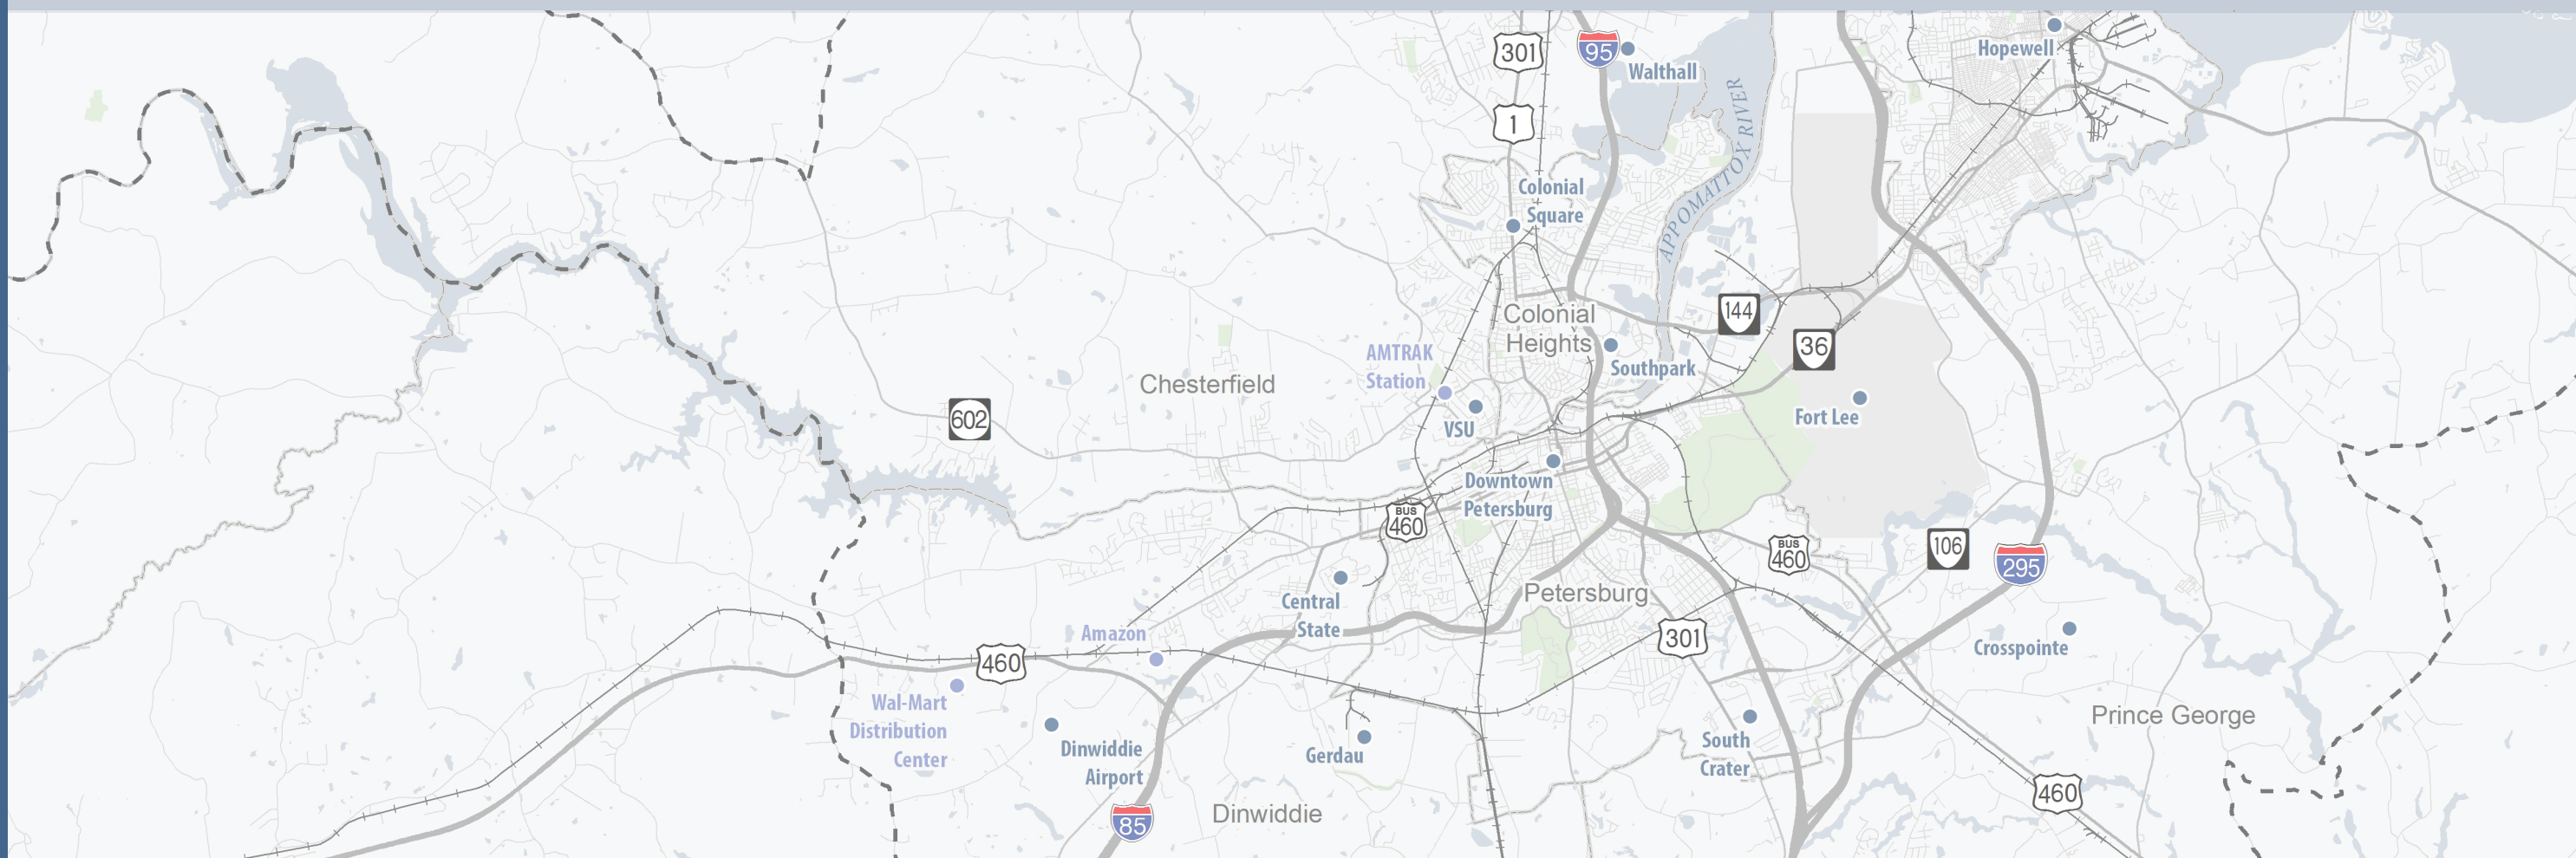 Hopewell
301
95
Walthall
1
APPOMATTOX RIVER
Colonial
Square
144
Colonial
Heights
36
AMTRAK
Station
Southpark
Chesterfield
602
Fort Lee
VSU
Downtown
Petersburg
BUS
460
BUS
460
106
295
Central
State
Petersburg
Amazon
301
Crosspointe
460
Wal-Mart
Distribution
Center
Prince George
Dinwiddie
Airport
Gerdau
South
Crater
460
Dinwiddie
85